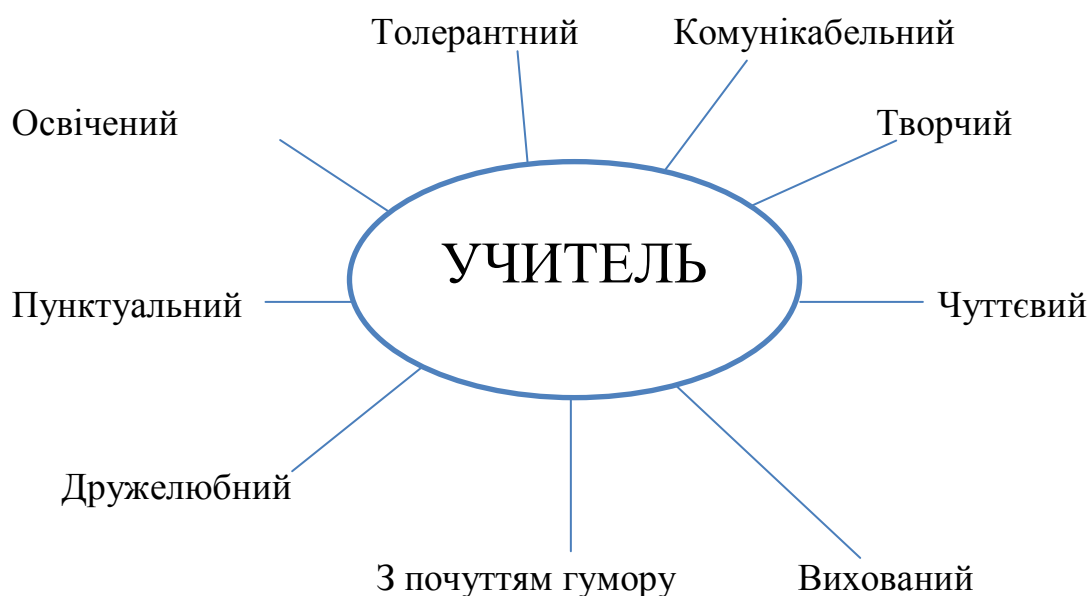 Толерантний Комунікабельний
Освічений Творчий
УЧИТЕЛЬ
Пунктуальний Чуттєвий
Дружелюбний
З почуттям гумору Вихований